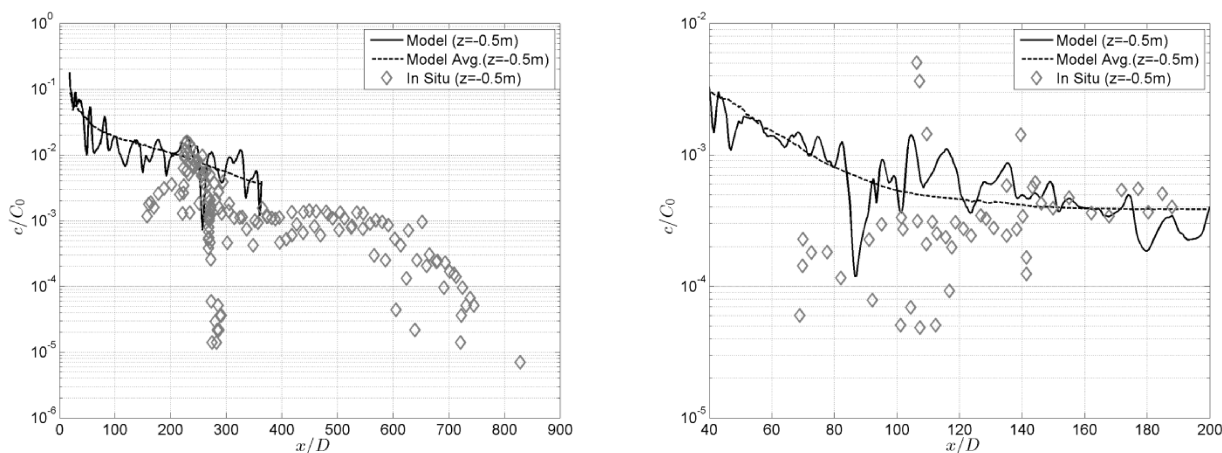 10^0
10^-1
10^-2
10^-3
10^-4
10^-5
10^-6
c/C_0
0 100 200 300 400 500 600 700 800 900
x/D
Model (z=-0.5m)
Model Avg.(z=-0.5m)
In Situ (z=-0.5m)
10^-2
10^-3
10^-4
10^-5
c/C_0
40 60 80 100 120 140 160 180 200
x/D
Model (z=-0.5m)
Model Avg.(z=-0.5m)
In Situ (z=-0.5m)